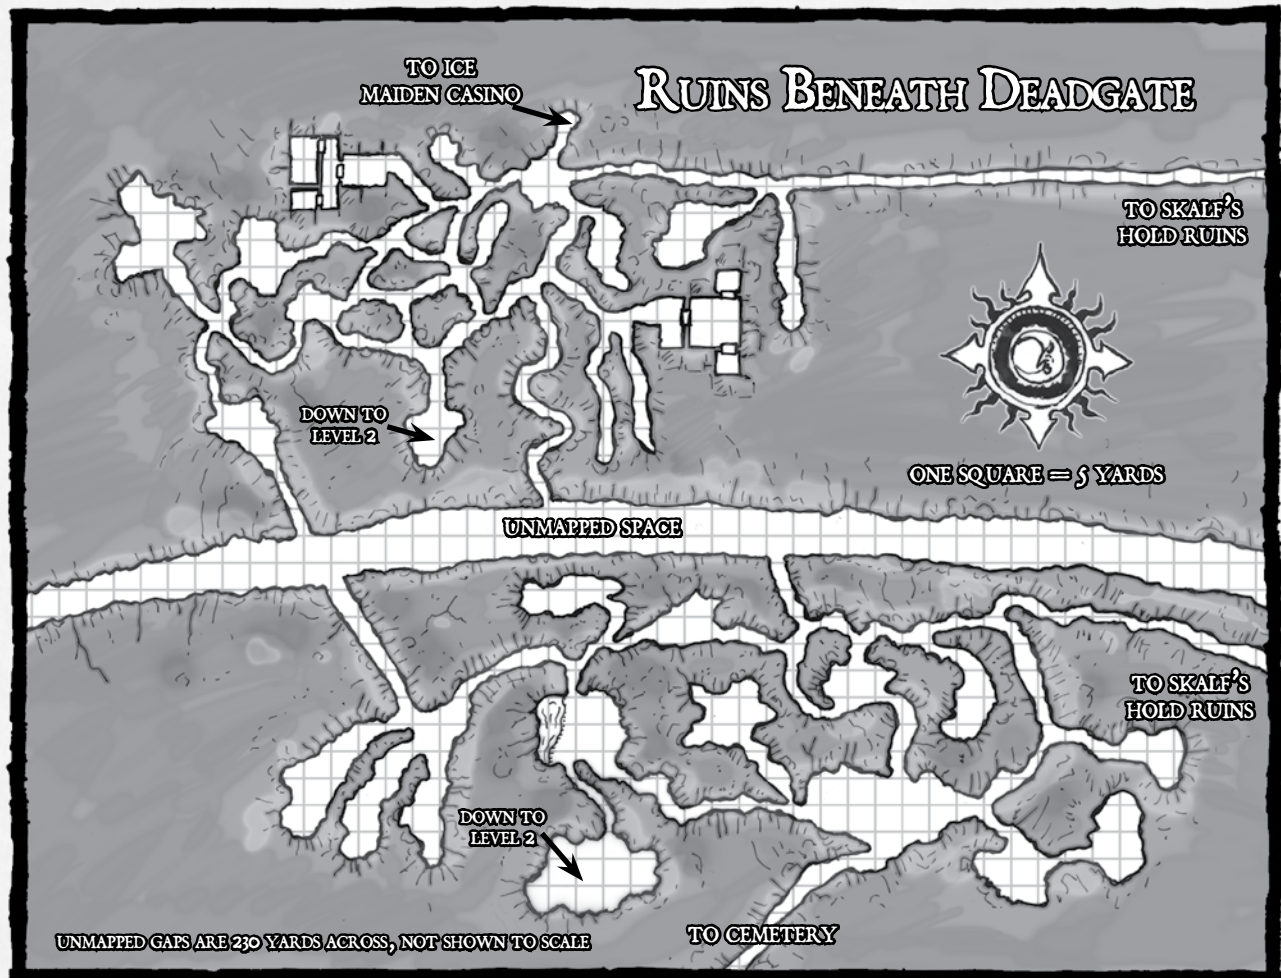 TO ICE
MAIDEN CASINO
RUINS BENEATH DEADGATE
TO SKALF'S
HOLD RUINS
DOWN TO
LEVEL 2
ONE SQUARE = 5 YARDS
UNMAPPED SPACE
TO SKALF'S
HOLD RUINS
DOWN TO
LEVEL 2
UNMAPPED GAPS ARE 230 YARDS ACROSS, NOT SHOWN TO SCALE
TO CEMETERY